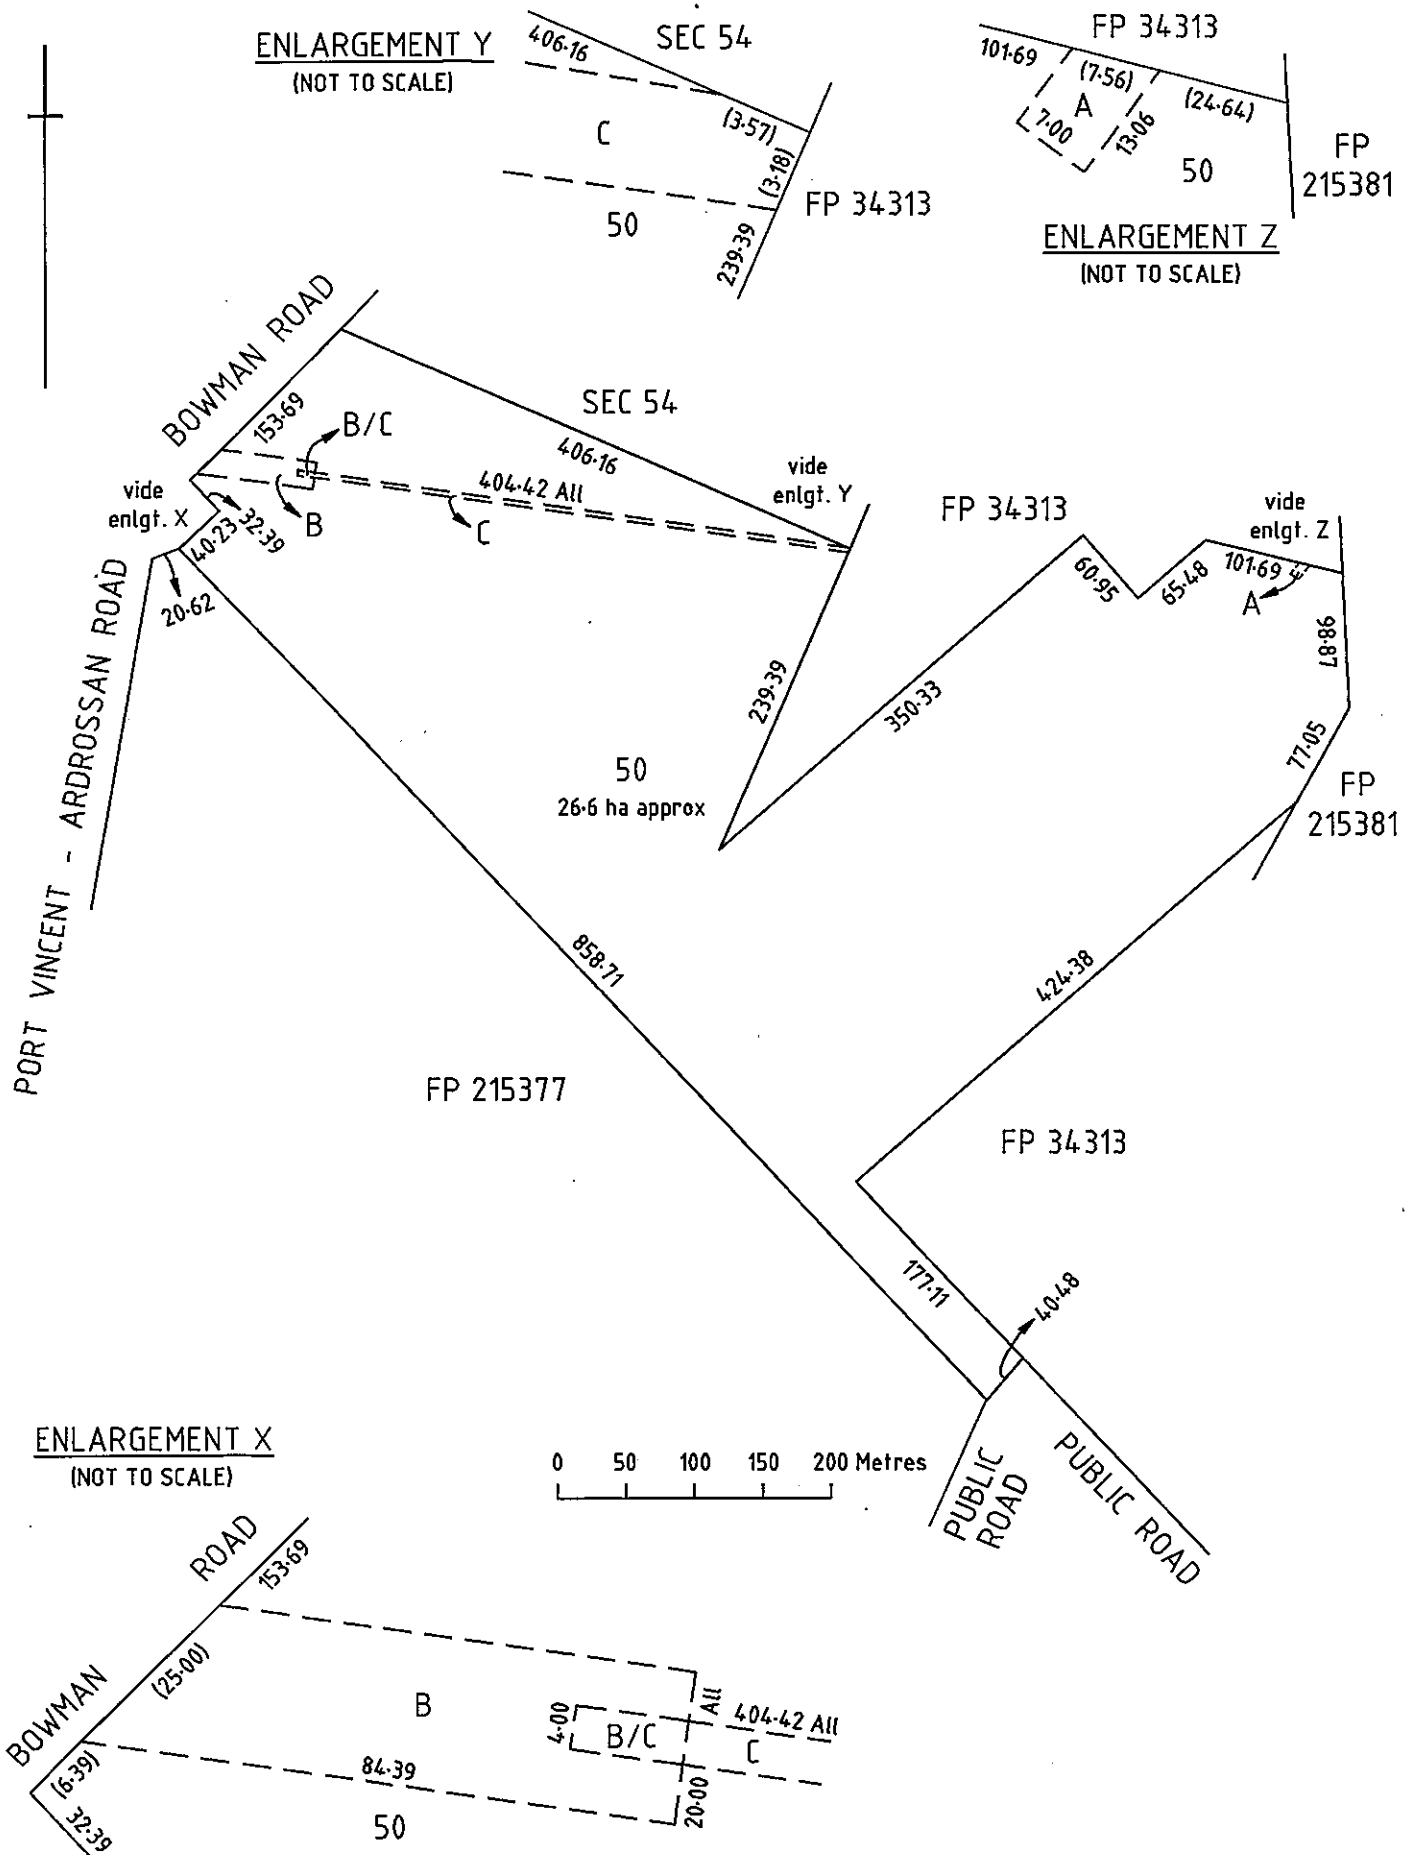 ENLARGEMENT Y
(NOT TO SCALE)
406·16
SEC 54
C
(3·57)
(3·18)
50
239·39
FP 34313
FP 34313
101·69
(7·56)
(24·64)
A
7·00
13·06
50
FP
215381
ENLARGEMENT Z
(NOT TO SCALE)
BOWMAN ROAD
153·69
B/C
SEC 54
406·16
404·42 All
vide
enlgt. Y
vide
enlgt. X
B
C
40·23
32·39
20·62
FP 34313
vide
enlgt. Z
101·69
A
60·95
65·48
98·87
77·05
FP
215381
239·39
350·33
50
26·6 ha approx
PORT VINCENT - ARDROSSAN ROAD
858·71
424·38
FP 215377
FP 34313
177·11
40·48
PUBLIC
ROAD
PUBLIC ROAD
ENLARGEMENT X
(NOT TO SCALE)
0 50 100 150 200 Metres
BOWMAN ROAD
153·69
(25·00)
B
4·00
B/C
All
404·42 All
C
(6·39)
84·39
20·00
32·39
50